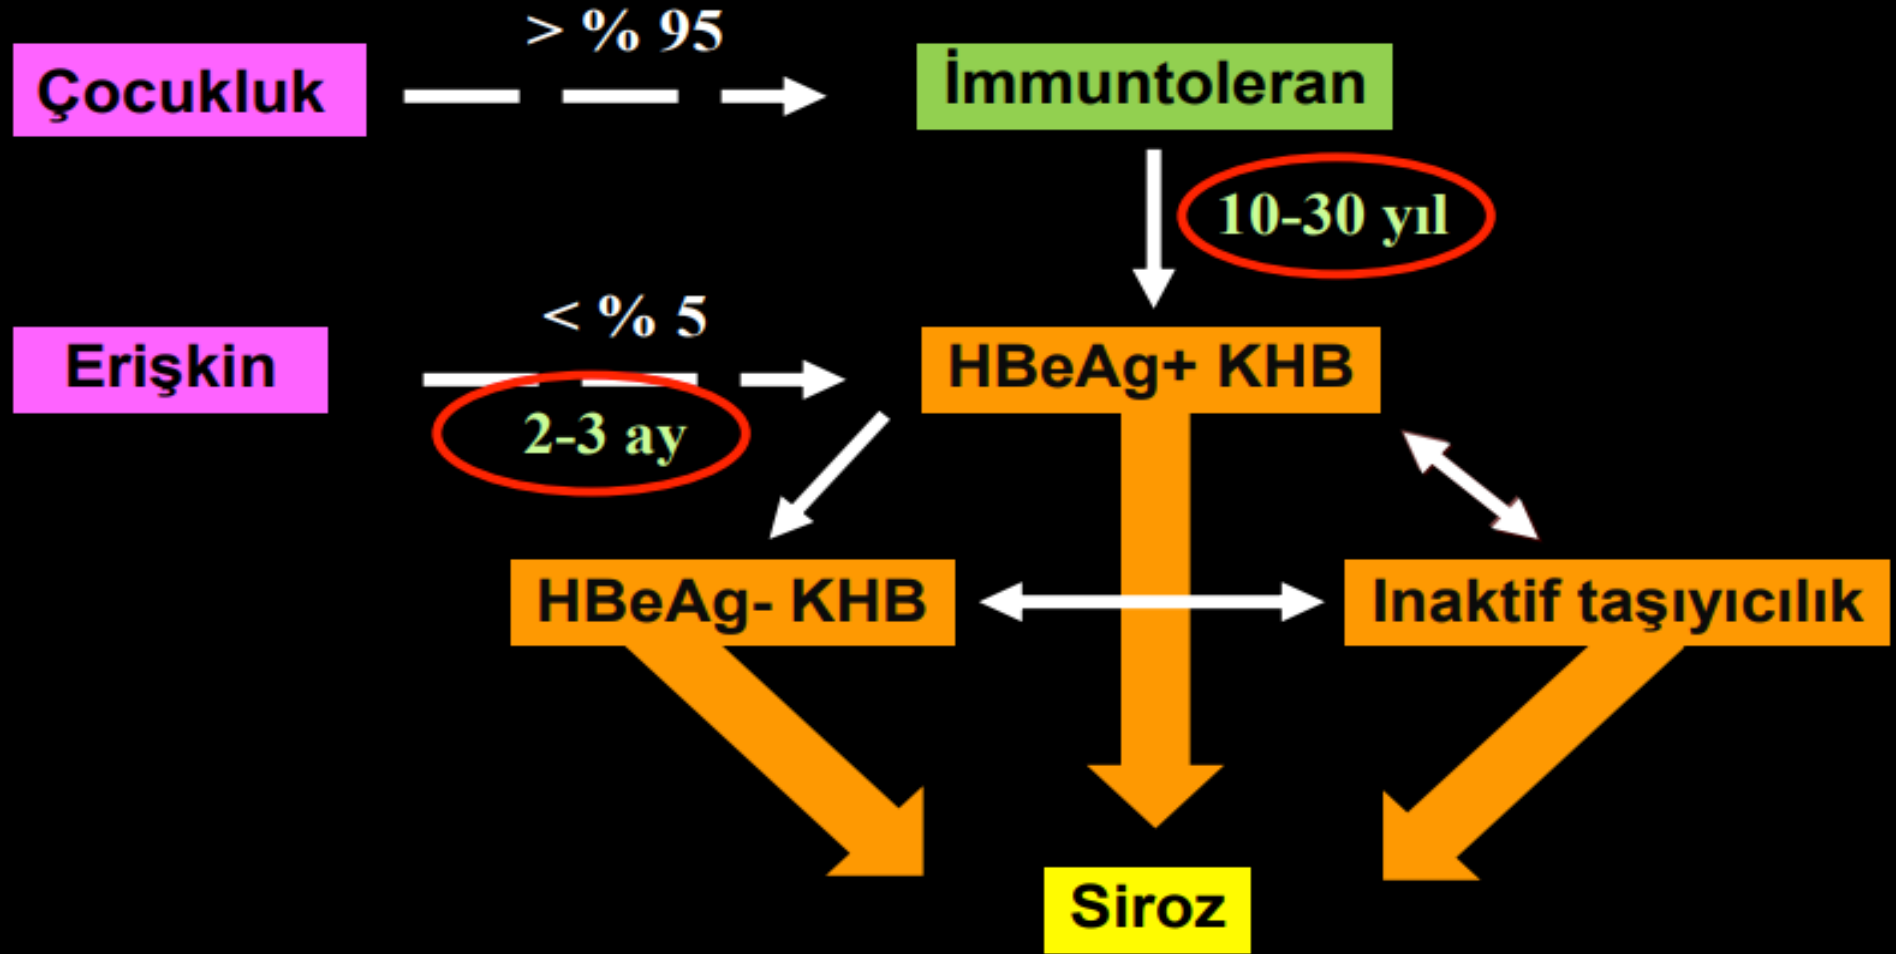 > % 95
Çocukluk
İmmuntoleran
10-30 yıl
< % 5
Erişkin
HBeAg+ KHB
2-3 ay
HBeAg- KHB
Inaktif taşıyıcılık
Siroz